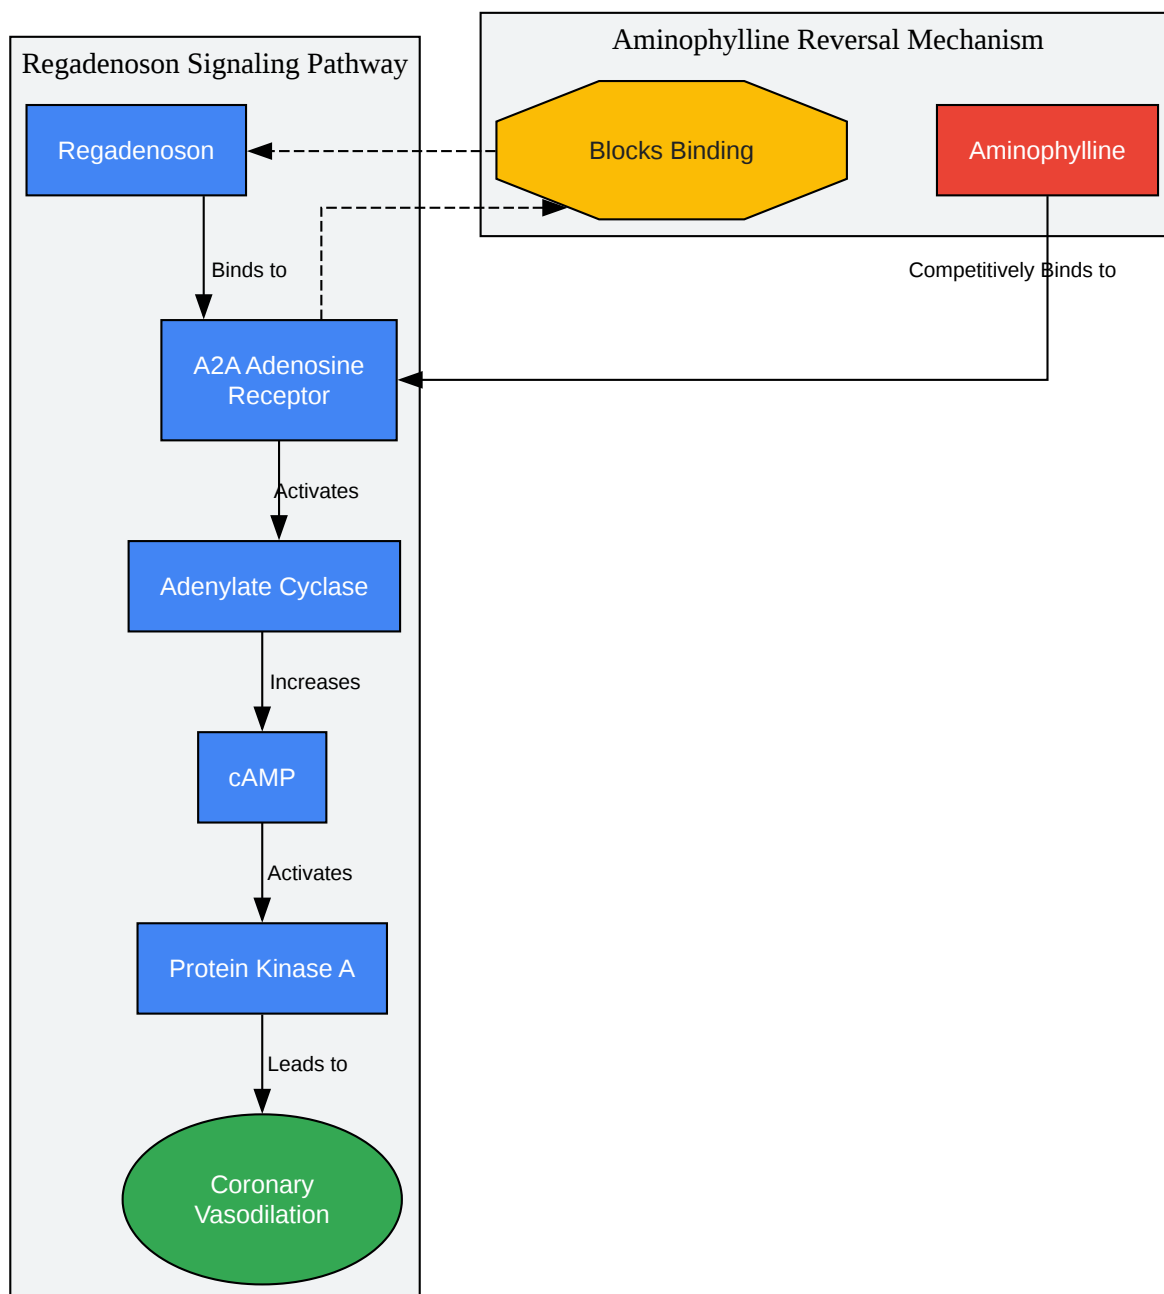 Aminophylline Reversal Mechanism
Regadenoson Signaling Pathway
Regadenoson
Blocks Binding
Aminophylline
Binds to
Competitively Binds to
A2A Adenosine
Receptor
Activates
Adenylate Cyclase
Increases
cAMP
Activates
Protein Kinase A
Leads to
Coronary
Vasodilation